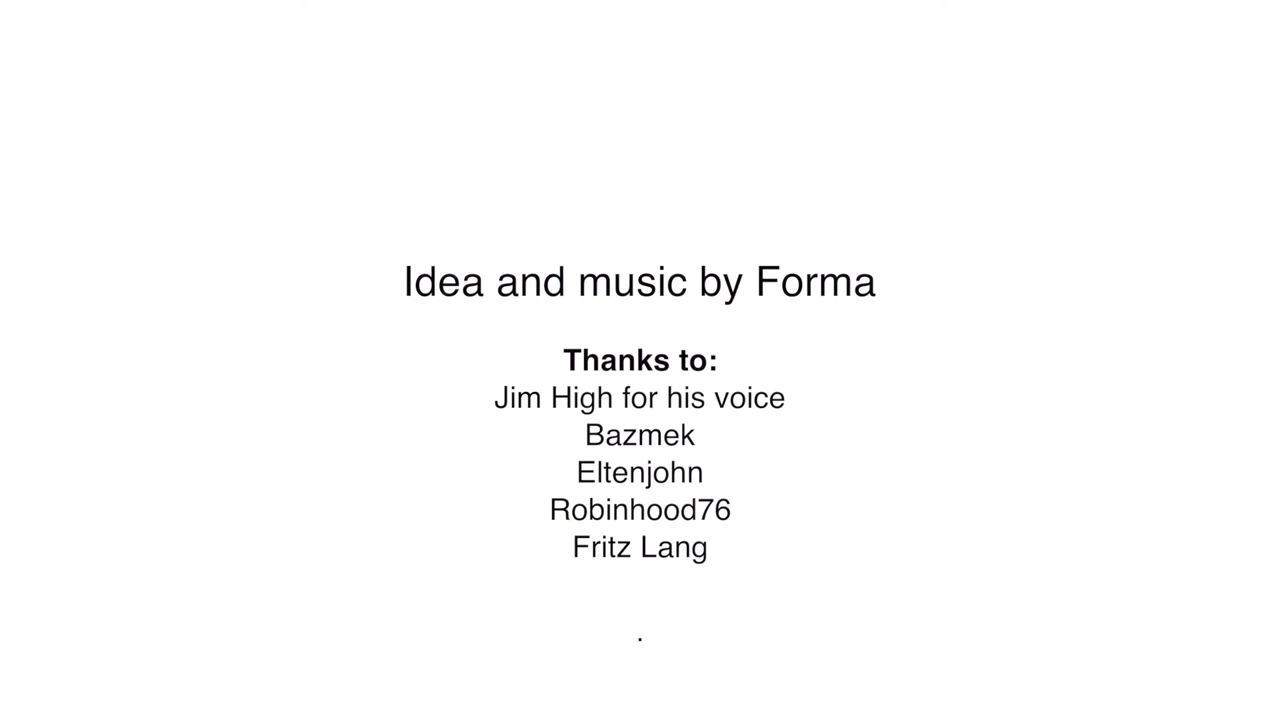 Idea and music by Forma
Thanks to:
Jim High for his voice
Bazmek
Eltenjohn
Robinhood76
Fritz Lang
.